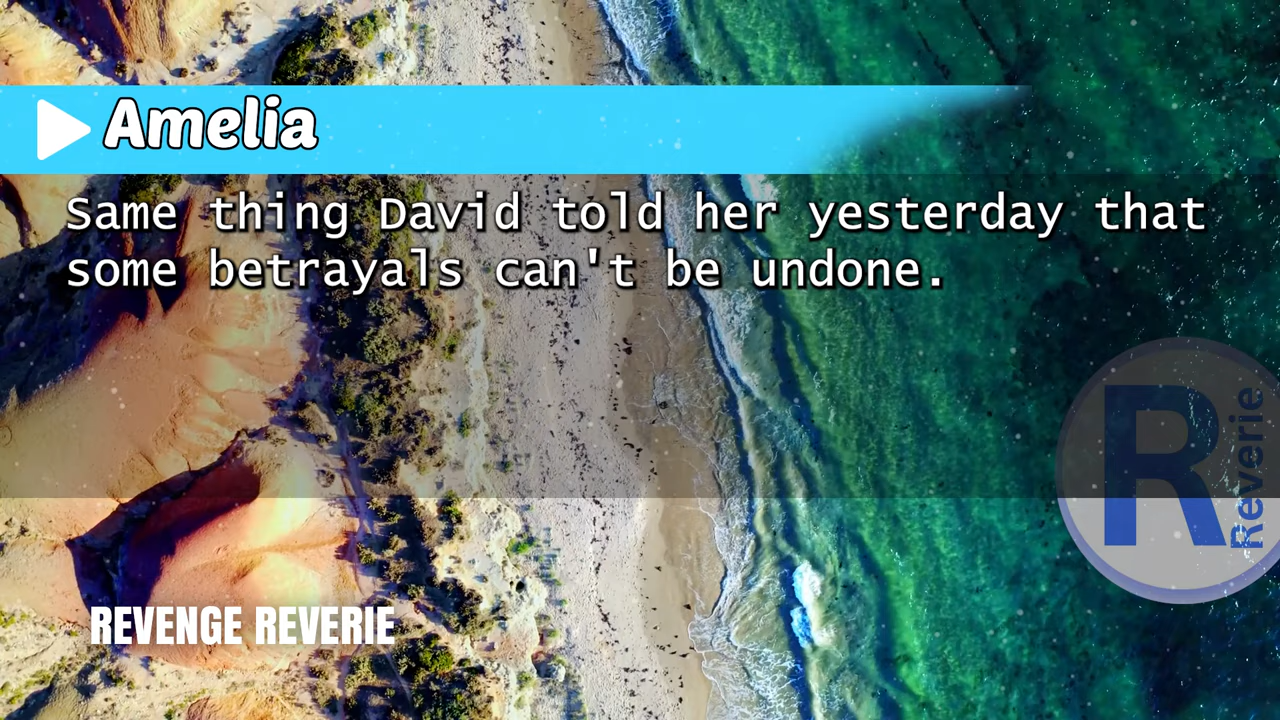 Amelia
Same thing David told her yesterday that
some betrayals can't be undone.
R
Reverie
REVENGE REVERIE